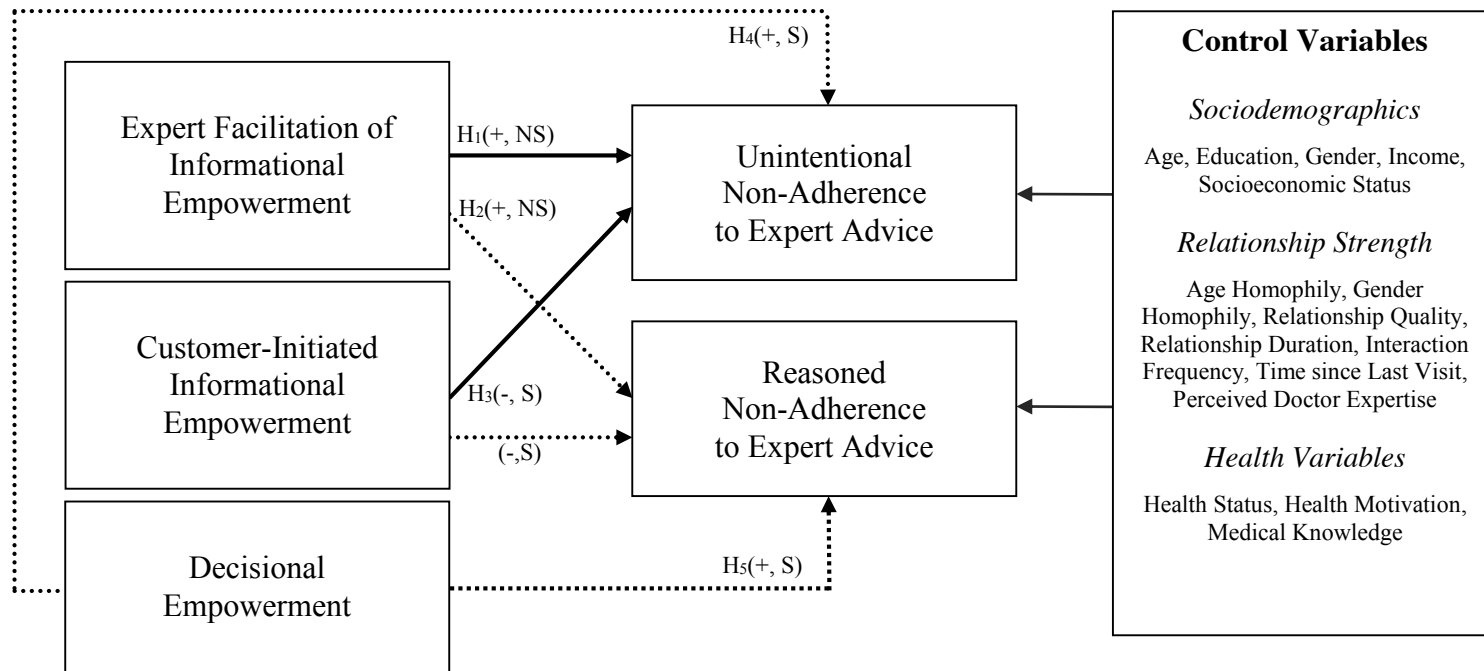 H4(+, S)
Expert Facilitation of
Informational
Empowerment
H1(+, NS)
H2(+, NS)
Unintentional
Non-Adherence
to Expert Advice
Customer-Initiated
Informational
Empowerment
H3(-, S)
(-,S)
Reasoned
Non-Adherence
to Expert Advice
Decisional
Empowerment
H5(+, S)
Control Variables
Sociodemographics
Age, Education, Gender, Income,
Socioeconomic Status
Relationship Strength
Age Homophily, Gender
Homophily, Relationship Quality,
Relationship Duration, Interaction
Frequency, Time since Last Visit,
Perceived Doctor Expertise
Health Variables
Health Status, Health Motivation,
Medical Knowledge